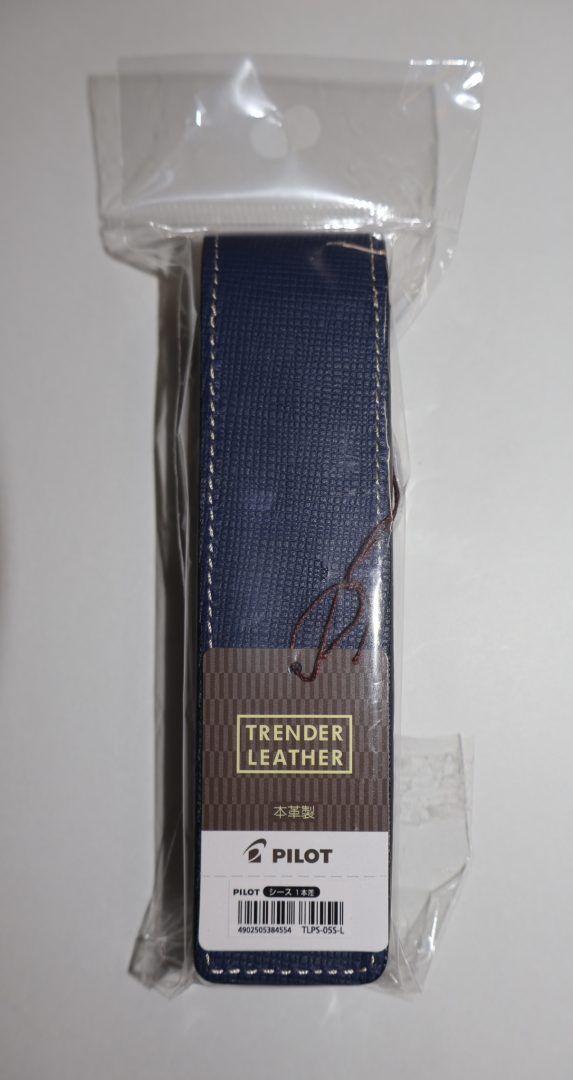 TRENDER
LEATHER
本革製
PILOT
PILOT シース 1本差
4902505384554 TLPS-05S-L